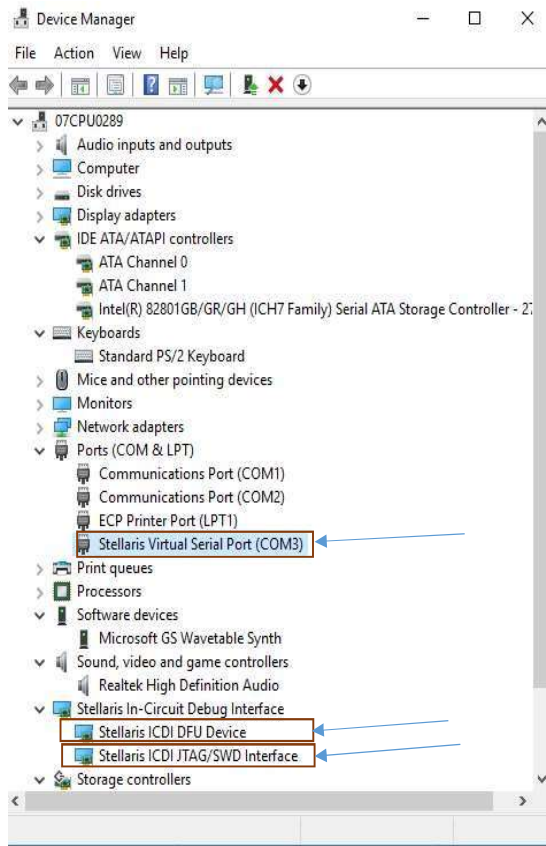 Device Manager
File Action View Help
07CPU0289
Audio inputs and outputs
Computer
Disk drives
Display adapters
IDE ATA/ATAPI controllers
ATA Channel 0
ATA Channel 1
Intel(R) 82801GB/GR/GH (ICH7 Family) Serial ATA Storage Controller - 27
Keyboards
Standard PS/2 Keyboard
Mice and other pointing devices
Monitors
Network adapters
Ports (COM & LPT)
Communications Port (COM1)
Communications Port (COM2)
ECP Printer Port (LPT1)
Stellaris Virtual Serial Port (COM3)
Print queues
Processors
Software devices
Microsoft GS Wavetable Synth
Sound, video and game controllers
Realtek High Definition Audio
Stellaris In-Circuit Debug Interface
Stellaris ICDI DFU Device
Stellaris ICDI JTAG/SWD Interface
Storage controllers